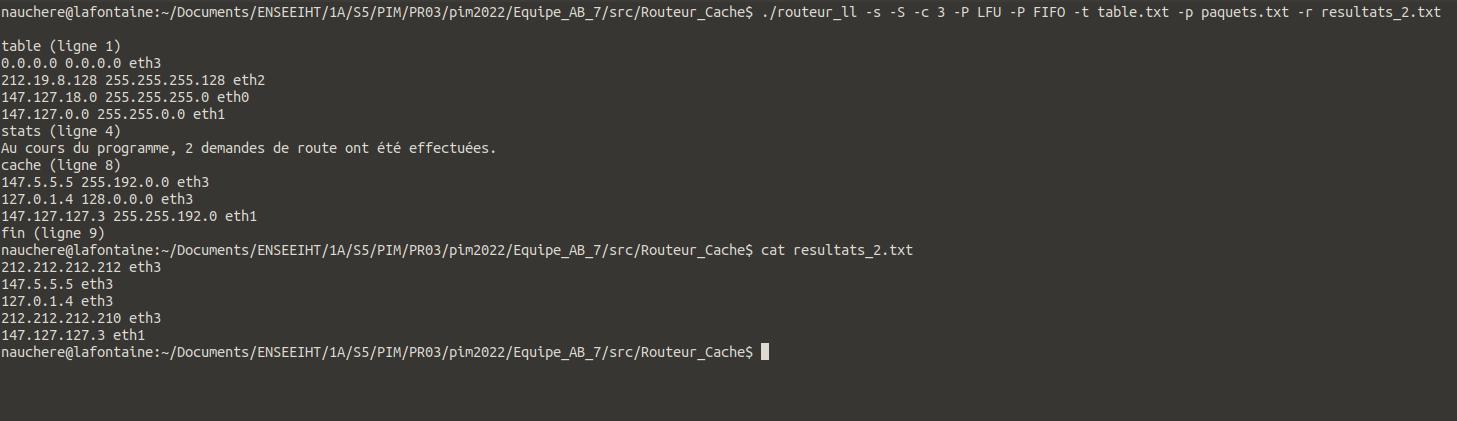 nauchere@lafontaine:~/Documents/ENSEEIHT/1A/S5/PIM/PR03/pim2022/Equipe_AB_7/src/Routeur_Cache$ ./routeur_ll -s -S -c 3 -P LFU -P FIFO -t table.txt -p paquets.txt -r resultats_2.txt
table (ligne 1)
0.0.0.0 0.0.0.0 eth3
212.19.8.128 255.255.255.128 eth2
147.127.18.0 255.255.255.0 eth0
147.127.0.0 255.255.0.0 eth1
stats (ligne 4)
Au cours du programme, 2 demandes de route ont été effectuées.
cache (ligne 8)
147.5.5.5 255.192.0.0 eth3
127.0.1.4 128.0.0.0 eth3
147.127.127.3 255.255.192.0 eth1
fin (ligne 9)
nauchere@lafontaine:~/Documents/ENSEEIHT/1A/S5/PIM/PR03/pim2022/Equipe_AB_7/src/Routeur_Cache$ cat resultats_2.txt
212.212.212.212 eth3
147.5.5.5 eth3
127.0.1.4 eth3
212.212.212.210 eth3
147.127.127.3 eth1
nauchere@lafontaine:~/Documents/ENSEEIHT/1A/S5/PIM/PR03/pim2022/Equipe_AB_7/src/Routeur_Cache$